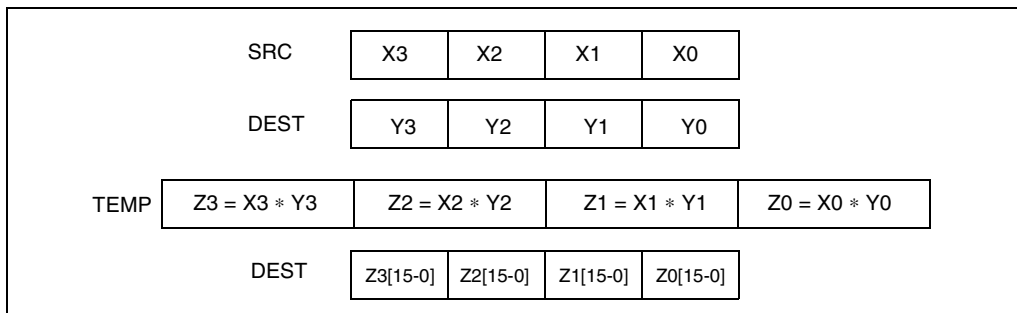 SRC X3 X2 X1 X0
DEST Y3 Y2 Y1 Y0
TEMP Z3 = X3 ∗ Y3 Z2 = X2 ∗ Y2 Z1 = X1 ∗ Y1 Z0 = X0 ∗ Y0
DEST Z3[15-0] Z2[15-0] Z1[15-0] Z0[15-0]